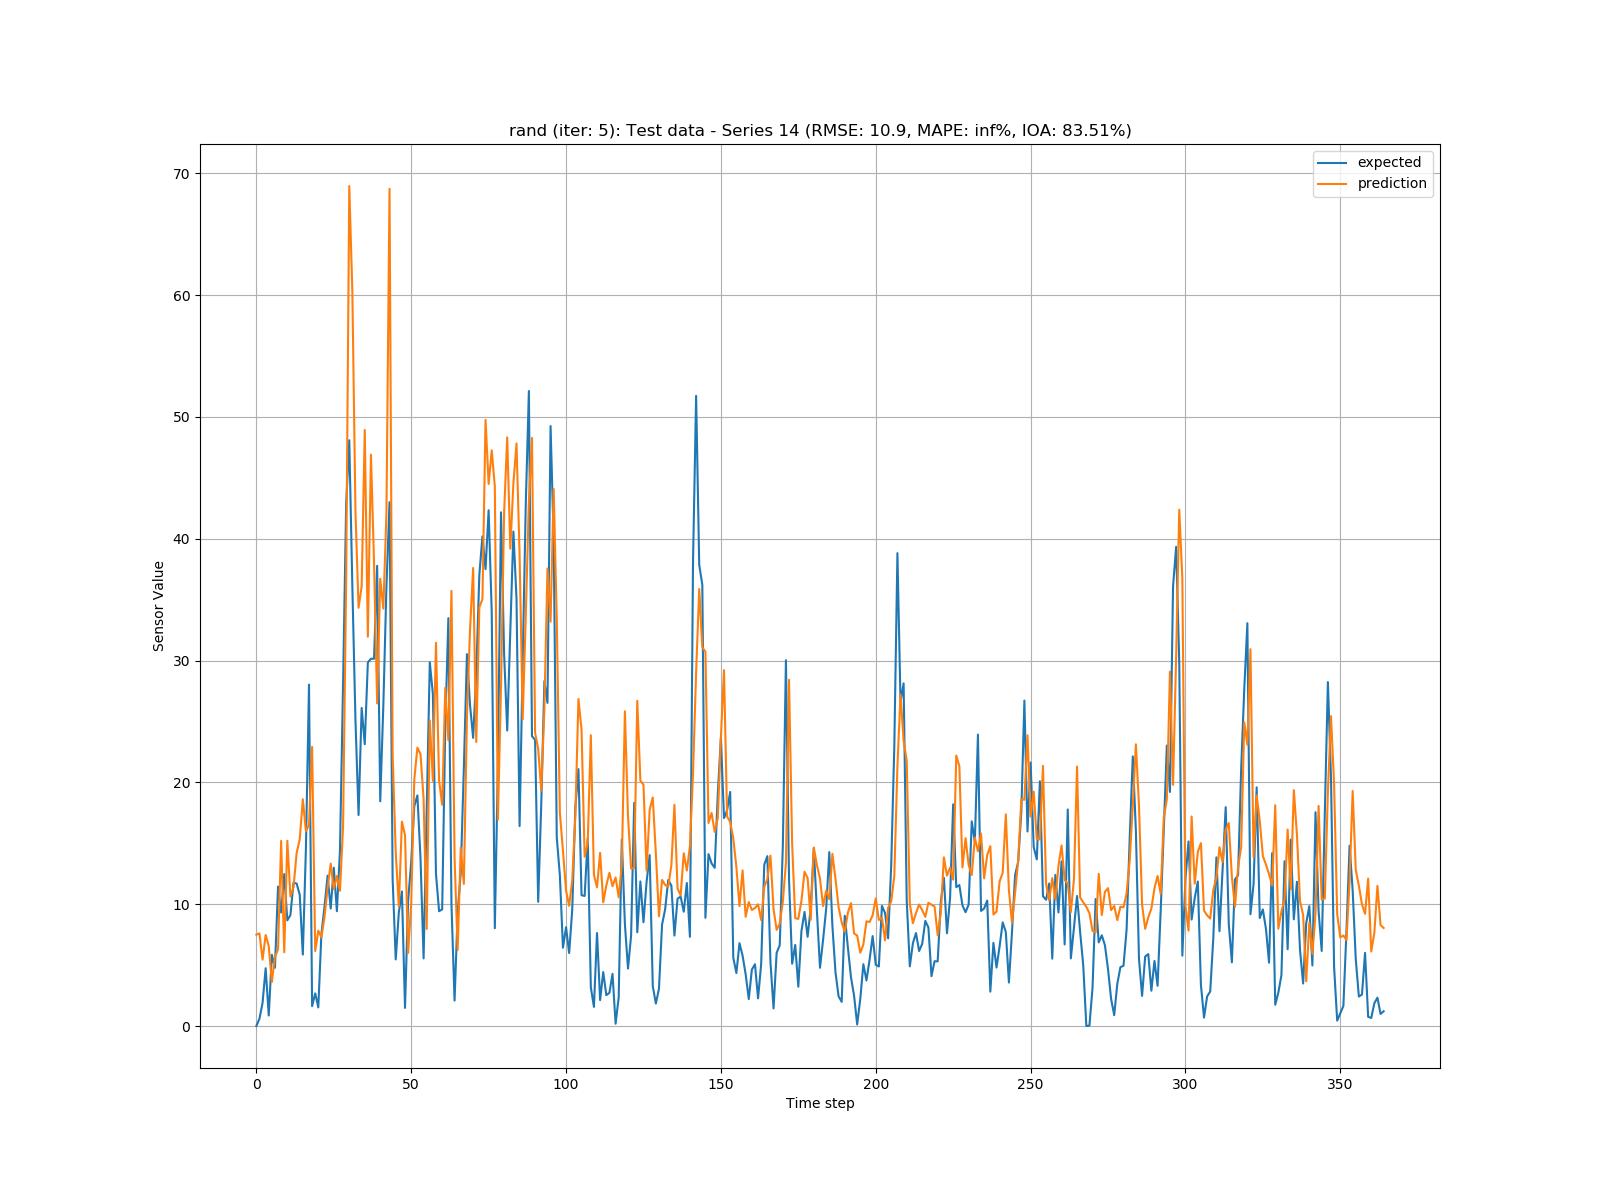 rand (iter: 5): Test data - Series 14 (RMSE: 10.9, MAPE: inf%, IOA: 83.51%)
expected
prediction
70
60
50
40
30
20
10
0
Sensor Value
0 50 100 150 200 250 300 350
Time step